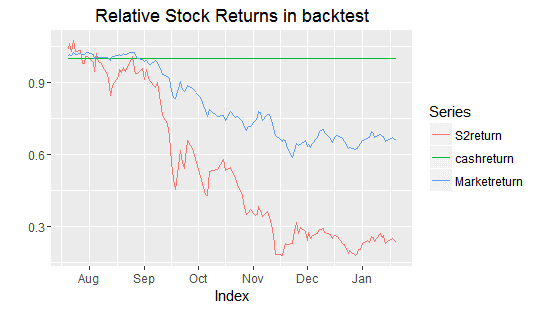 Relative Stock Returns in backtest
0.9
0.6
0.3
Aug Sep Oct Nov Dec Jan
Index
Series
S2return
cashreturn
Marketreturn